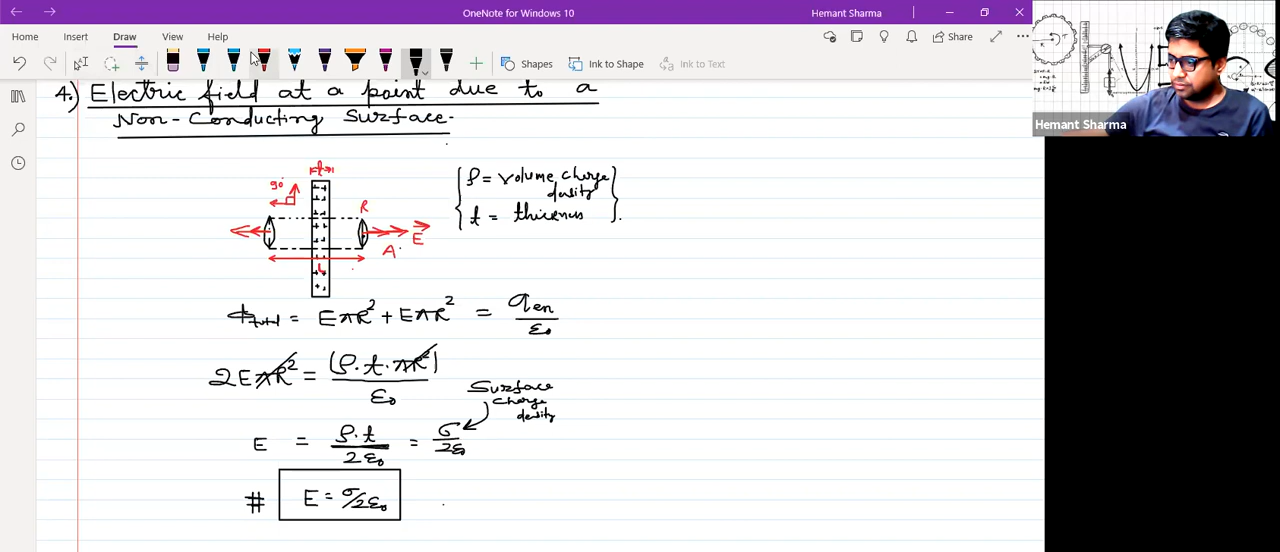 OneNote for Windows 10
Hemant Sharma
Home
Insert
Draw
View
Help
Share
Shapes
Ink to Shape
Ink to Text
4.) Electric field at a point due to a
Non-Conducting Surface-
t
90°
R
E
A
L
ρ = volume charge
density
t = thickness
Φtotal = EπR² + EπR² = qen/ε₀
2EπR² = (ρ·t·πR²)/ε₀
Surface
charge
density
E = ρ·t/2ε₀ = σ/2ε₀
# E = σ/2ε₀
Hemant Sharma